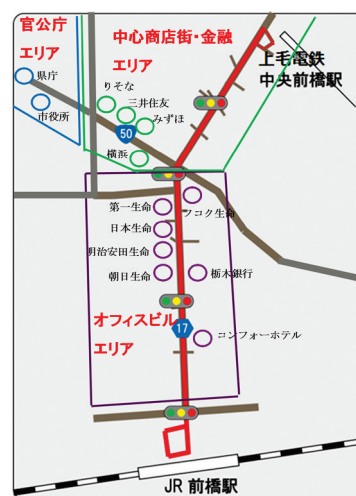 官公庁
エリア
中心商店街・金融
エリア
上毛電鉄
中央前橋駅
県庁
市役所
りそな
三井住友
みずほ
50
横浜
第一生命
フコク生命
日本生命
明治安田生命
朝日生命
栃木銀行
オフィスビル
エリア
17
コンフォーホテル
JR 前橋駅